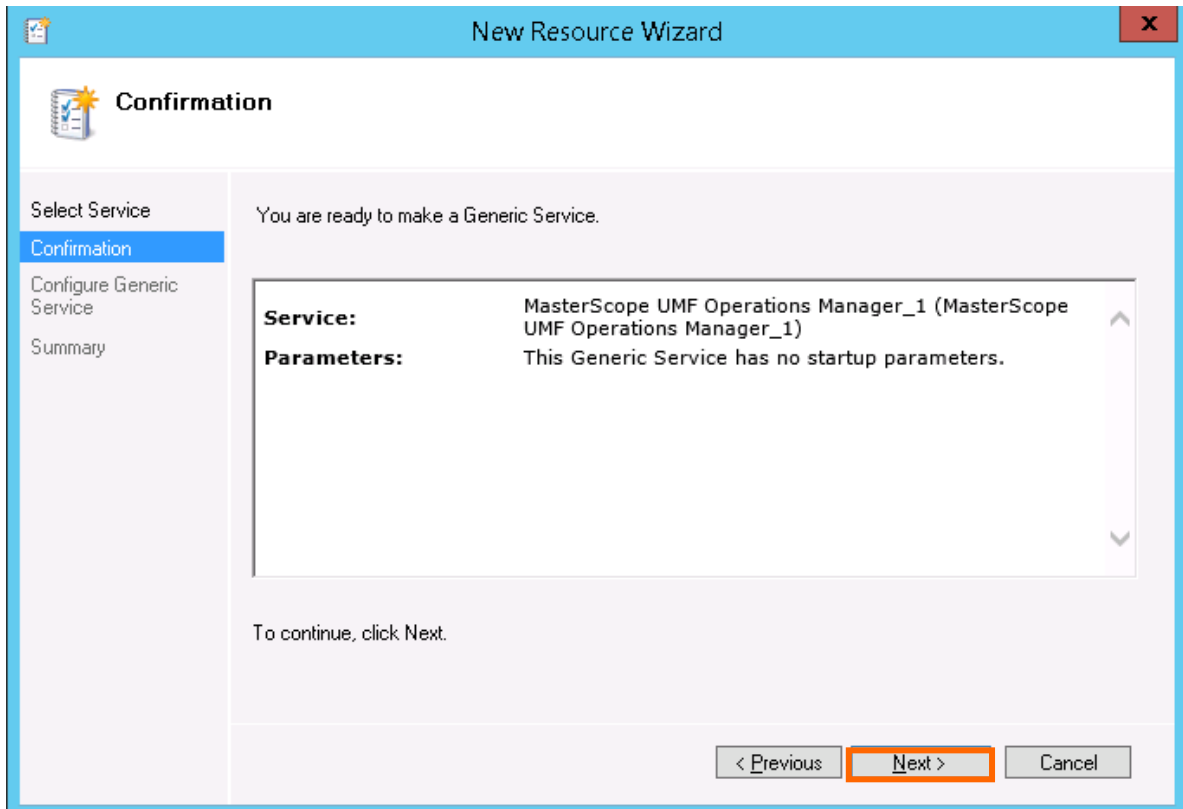 New Resource Wizard
x
Confirmation
Select Service
Confirmation
Configure Generic
Service
Summary
You are ready to make a Generic Service.
Service:
MasterScope UMF Operations Manager_1 (MasterScope
UMF Operations Manager_1)
Parameters:
This Generic Service has no startup parameters.
To continue, click Next.
< Previous
Next >
Cancel